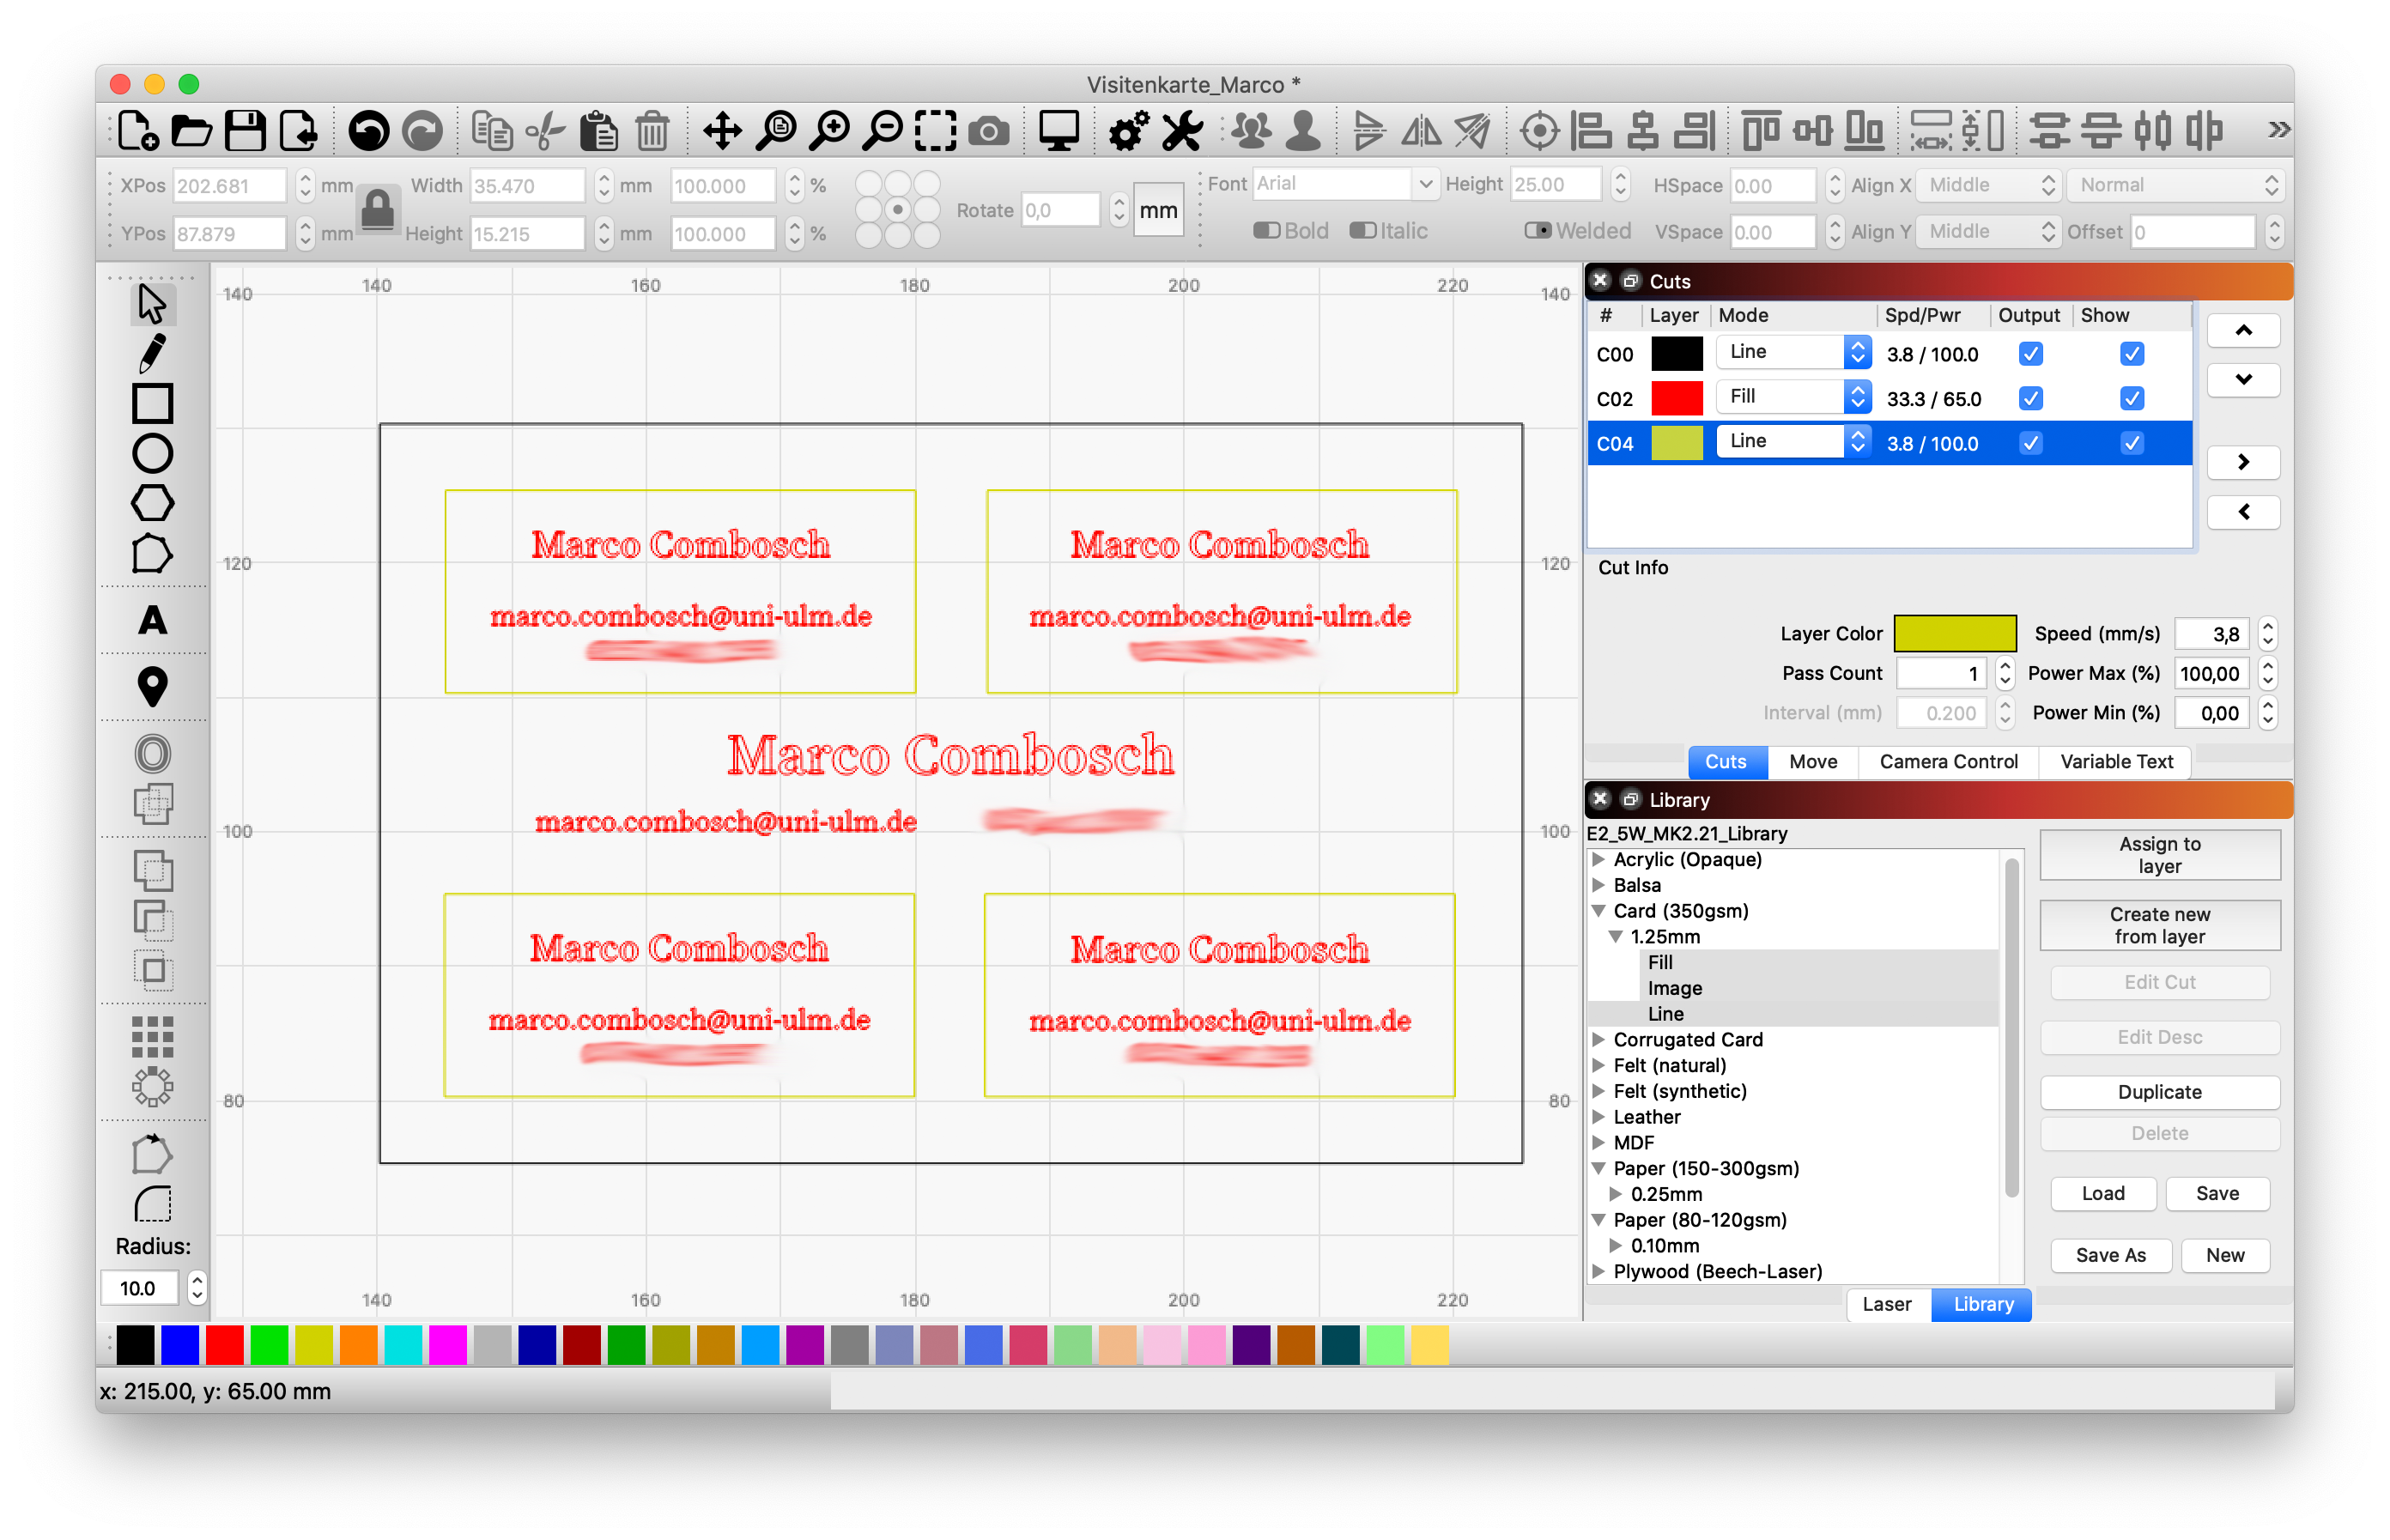 Visitenkarte_Marco *
XPos 202.681 mm Width 35.470 mm 100.000 %
YPos 87.879 mm Height 15.215 mm 100.000 %
Rotate 0,0 mm
Font Arial Height 25.00 HSpace 0.00 Align X Middle Normal
Bold Italic Welded VSpace 0.00 Align Y Middle Offset 0
140 160 180 200 220
140 140
120 120
100 100
80 80
140 160 180 200 220
Marco Combosch Marco Combosch
marco.combosch@uni-ulm.de marco.combosch@uni-ulm.de
Marco Combosch
marco.combosch@uni-ulm.de
Marco Combosch Marco Combosch
marco.combosch@uni-ulm.de marco.combosch@uni-ulm.de
A
Radius:
10.0
Cuts
# Layer Mode Spd/Pwr Output Show
C00 Line 3.8 / 100.0
C02 Fill 33.3 / 65.0
C04 Line 3.8 / 100.0
Cut Info
Layer Color Speed (mm/s) 3,8
Pass Count 1 Power Max (%) 100,00
Interval (mm) 0.200 Power Min (%) 0,00
Cuts Move Camera Control Variable Text
Library
E2_5W_MK2.21_Library
Acrylic (Opaque)
Balsa
Card (350gsm)
1.25mm
Fill
Image
Line
Corrugated Card
Felt (natural)
Felt (synthetic)
Leather
MDF
Paper (150-300gsm)
0.25mm
Paper (80-120gsm)
0.10mm
Plywood (Beech-Laser)
Assign to
layer
Create new
from layer
Edit Cut
Edit Desc
Duplicate
Delete
Load Save
Save As New
Laser Library
x: 215.00, y: 65.00 mm